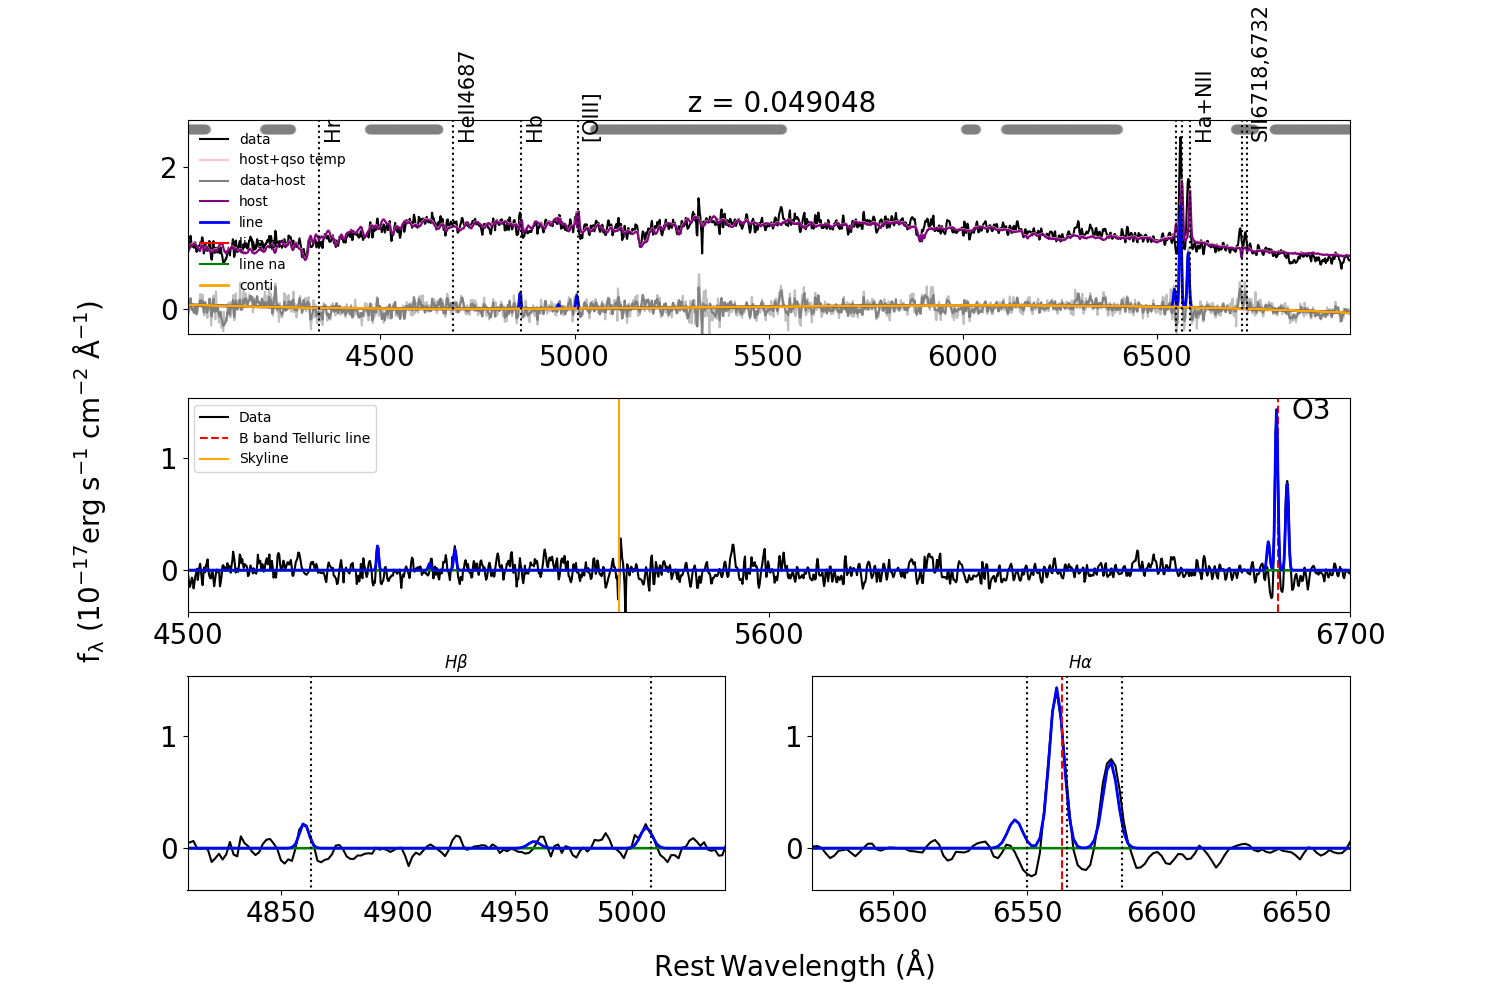 z = 0.049048
Hr
HeII4687
Hb
[OIII]
Ha+NII
SII6718,6732
data
host+qso temp
data-host
host
line
line na
conti
2
0
4500 5000 5500 6000 6500
Data
B band Telluric line
Skyline
O3
1
0
4500 5600 6700
fλ (10−17erg s−1 cm−2 Å−1)
Hβ
Hα
1
0
4850 4900 4950 5000
1
0
6500 6550 6600 6650
Rest Wavelength (Å)